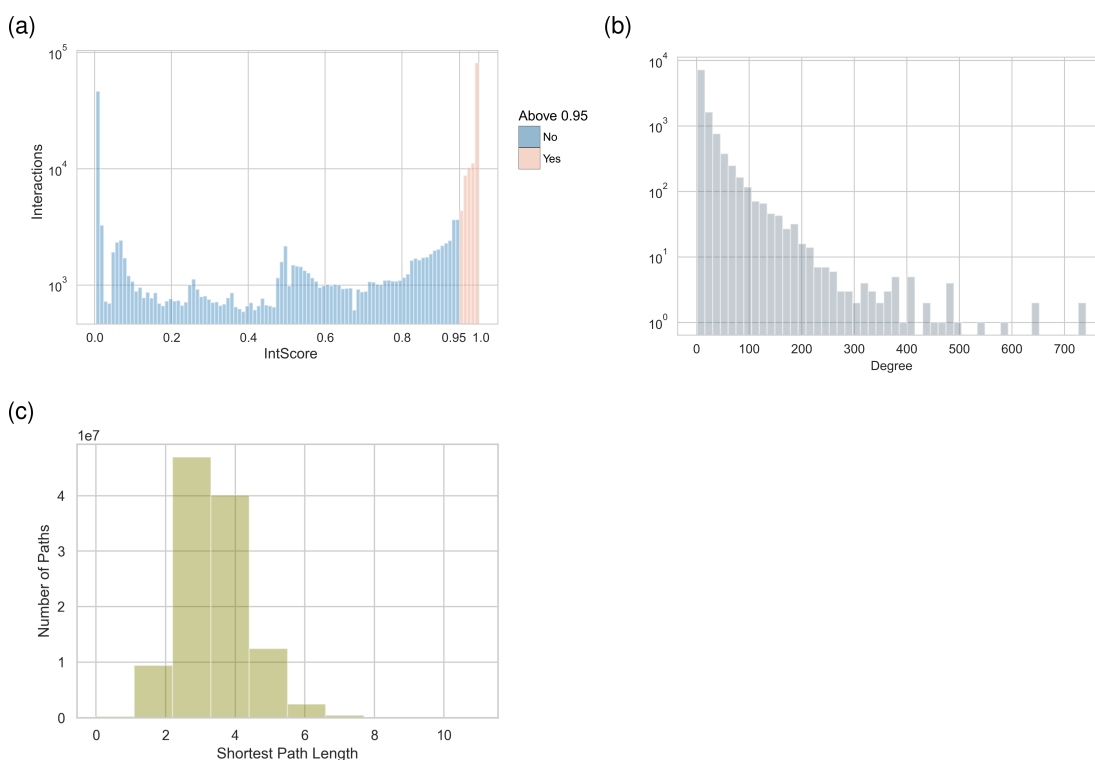 (a)
(b)
10^5
10^4
10^3
Interactions
0.0
0.2
0.4
0.6
0.8
0.95
1.0
IntScore
Above 0.95
No
Yes
10^4
10^3
10^2
10^1
10^0
0
100
200
300
400
500
600
700
Degree
(c)
1e7
4
3
2
1
0
Number of Paths
0
2
4
6
8
10
Shortest Path Length